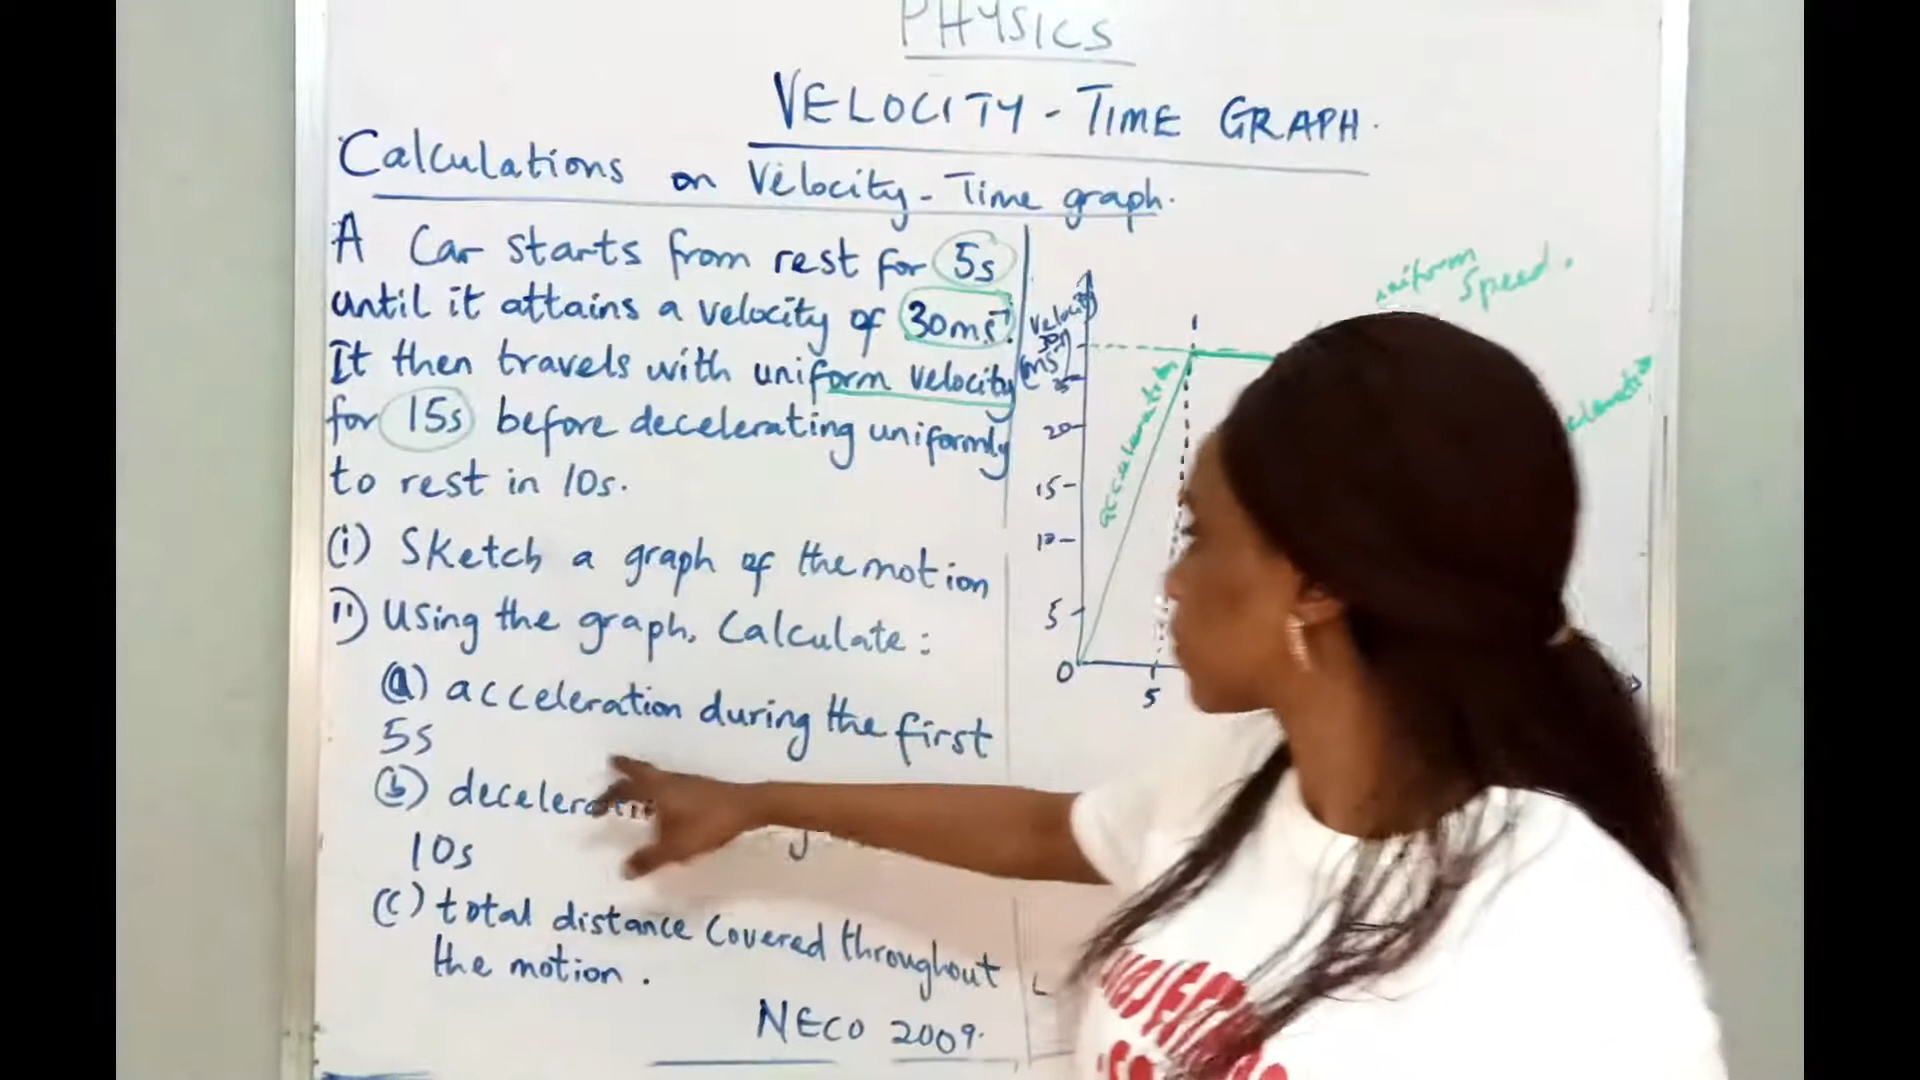 PHYSICS
VELOCITY - TIME GRAPH.
Calculations on Velocity - Time graph.
A Car starts from rest for 5s
until it attains a velocity of 30ms⁻¹.
It then travels with uniform velocity
for 15s before decelerating uniformly
to rest in 10s.
(i) Sketch a graph of the motion
ii) Using the graph. Calculate:
(a) acceleration during the first
5s
(b)
10s
(c) total distance covered throughout
the motion.
NECO 2009.
uniform
Speed.
Velocity
(ms⁻¹)
30
25
20
15
10
5
0
5
acceleration